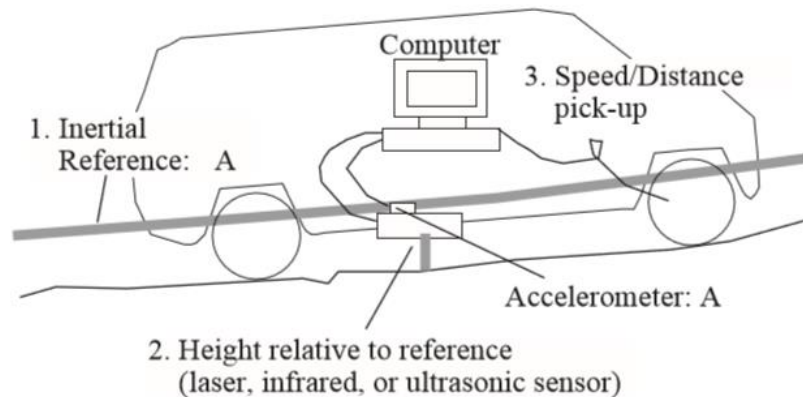 Computer
3. Speed/Distance
pick-up
1. Inertial
Reference: A
Accelerometer: A
2. Height relative to reference
(laser, infrared, or ultrasonic sensor)